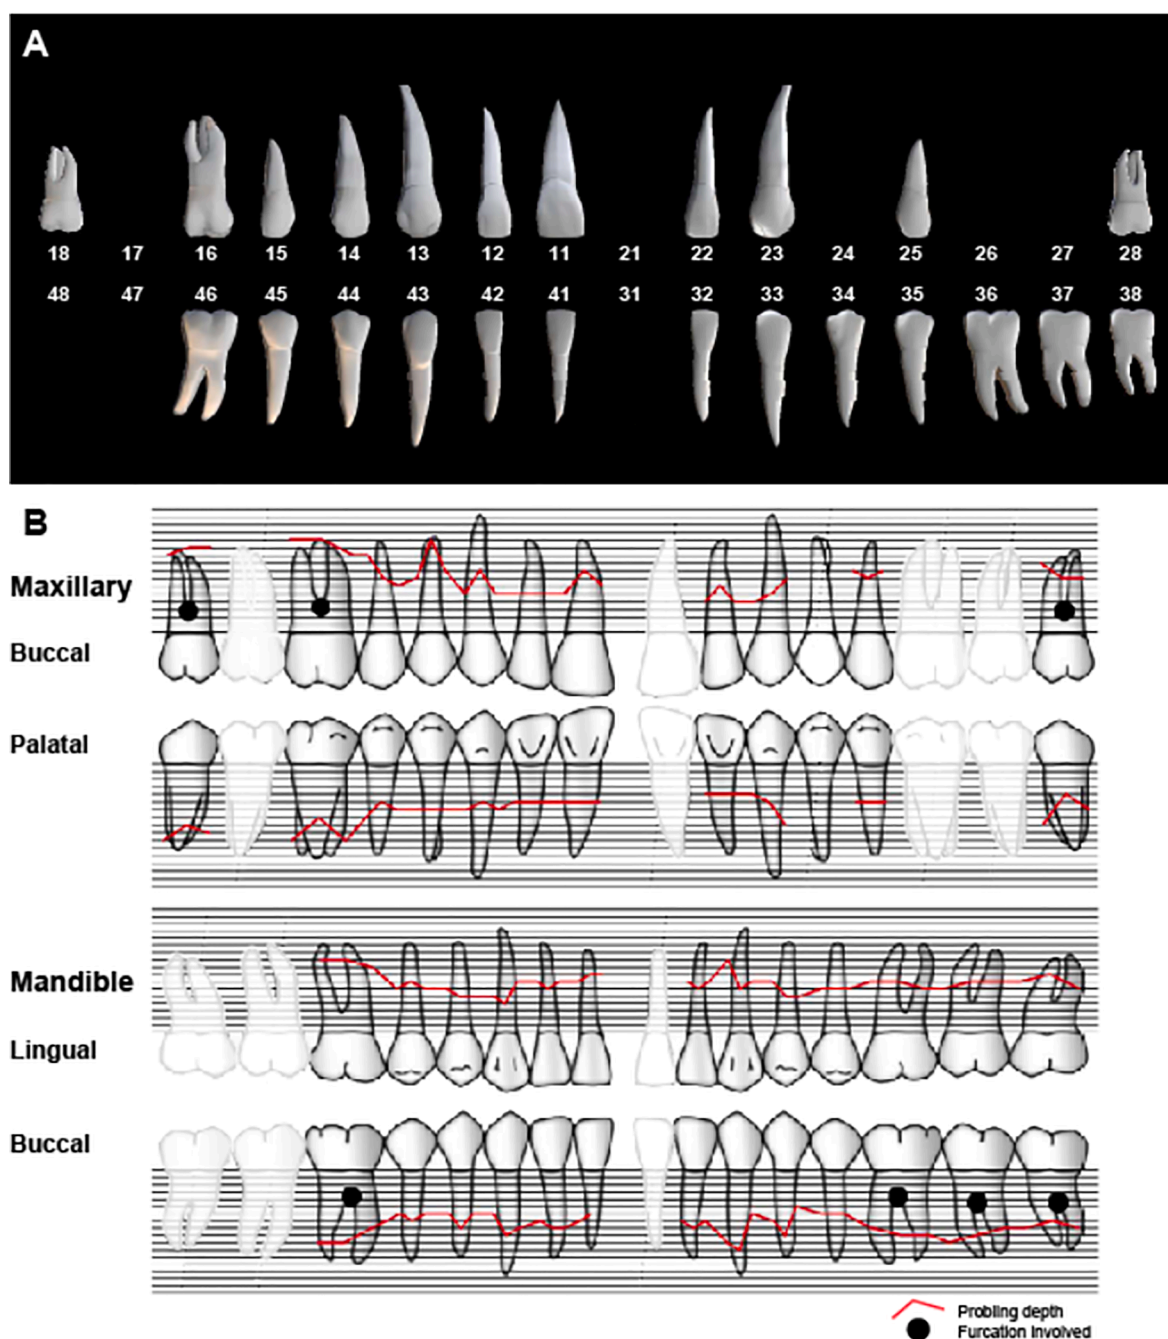 A
18 17 16 15 14 13 12 11 21 22 23 24 25 26 27 28
48 47 46 45 44 43 42 41 31 32 33 34 35 36 37 38
B
Maxillary
Buccal
Palatal
Mandible
Lingual
Buccal
Probling depth
Furcation Involved